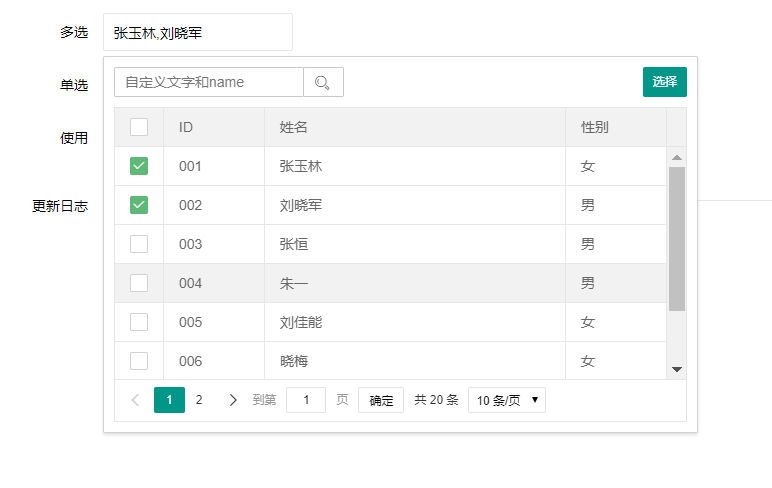 多选 张玉林,刘晓军
单选 自定义文字和name 选择
ID 姓名 性别
使用
001 张玉林 女
002 刘晓军 男
更新日志
003 张恒 男
004 朱一 男
005 刘佳能 女
006 晓梅 女
1 2 到第 1 页 确定 共 20 条 10 条/页